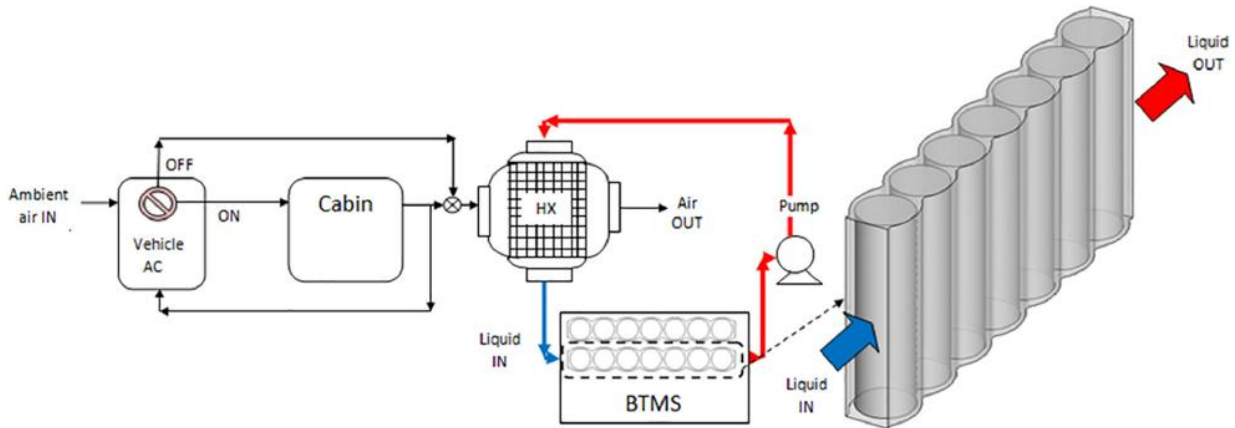 Liquid
OUT
OFF
Ambient
air IN
ON
Cabin
HX
Air
OUT
Pump
Vehicle
AC
Liquid
IN
Liquid
IN
BTMS